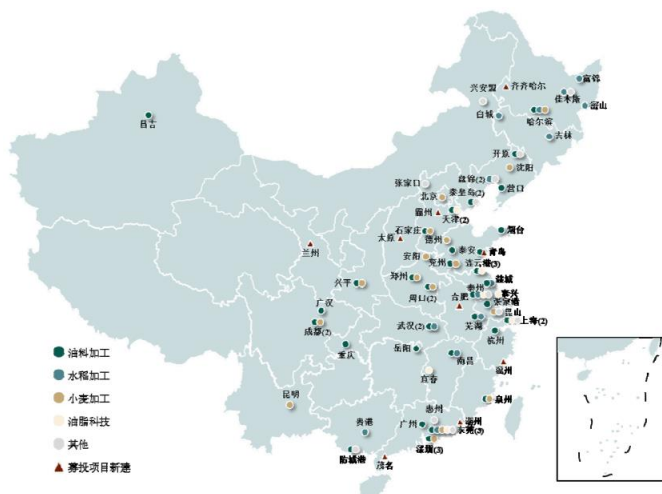 富锦
兴安盟
齐齐哈尔
佳木斯
密山
白城
哈尔滨
吉林
昌吉
开原
沈阳
张家口
盘锦(2)
秦皇岛(2)
营口
北京
霸州
天津(2)
石家庄
烟台
太原
德州
兰州
泰安
青岛
安阳
兖州
连云港(3)
兴平
郑州
盐城
泰州
泰兴
周口(2)
合肥
张家港
广汉
昆山
上海(2)
成都(2)
武汉(2)
芜湖
杭州
重庆
岳阳
南昌
油料加工
水稻加工
温州
宜春
小麦加工
昆明
泉州
油脂科技
惠州
其他
贵港
广州
潮州
东莞(3)
募投项目新建
防城港
茂名
深圳(3)